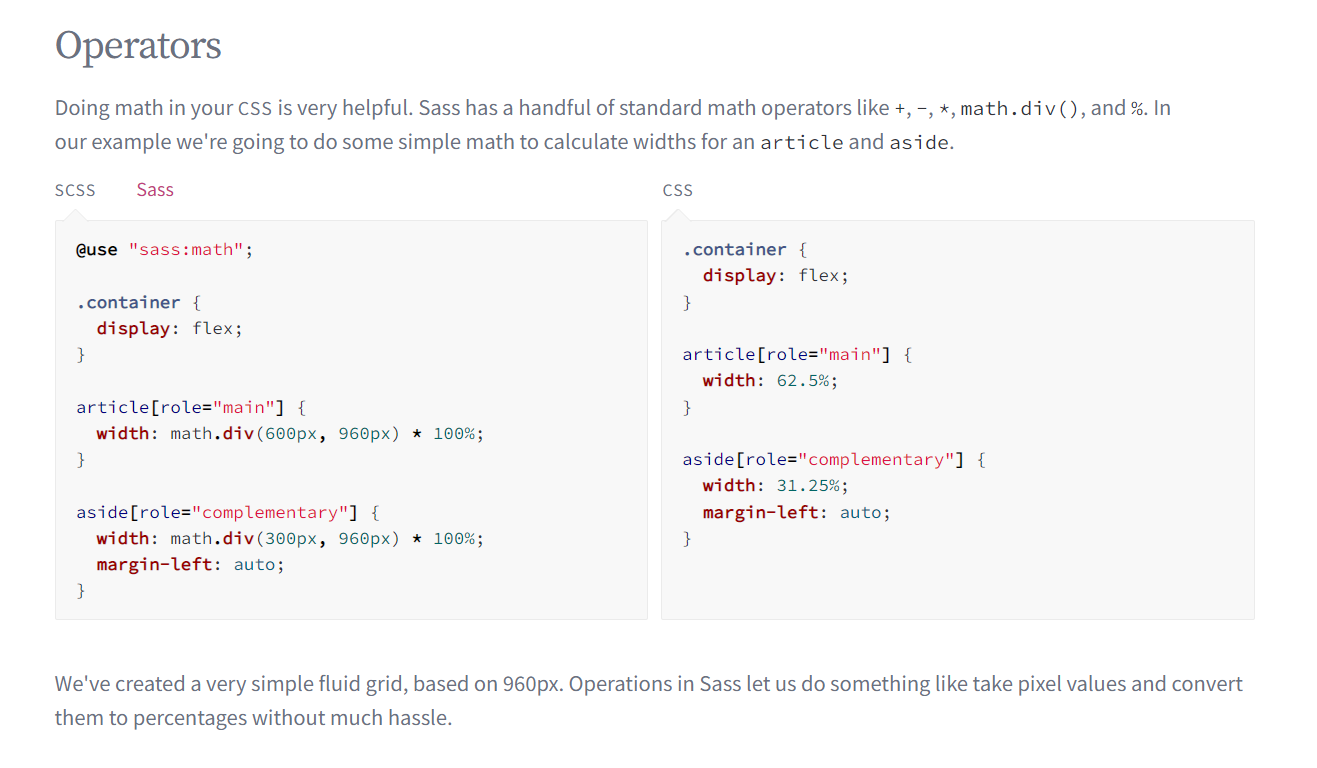 Operators
Doing math in your CSS is very helpful. Sass has a handful of standard math operators like +, -, *, math.div(), and %. In
our example we're going to do some simple math to calculate widths for an article and aside.
SCSS Sass
@use "sass:math";

.container {
  display: flex;
}

article[role="main"] {
  width: math.div(600px, 960px) * 100%;
}

aside[role="complementary"] {
  width: math.div(300px, 960px) * 100%;
  margin-left: auto;
}
CSS
.container {
  display: flex;
}

article[role="main"] {
  width: 62.5%;
}

aside[role="complementary"] {
  width: 31.25%;
  margin-left: auto;
}
We've created a very simple fluid grid, based on 960px. Operations in Sass let us do something like take pixel values and convert
them to percentages without much hassle.